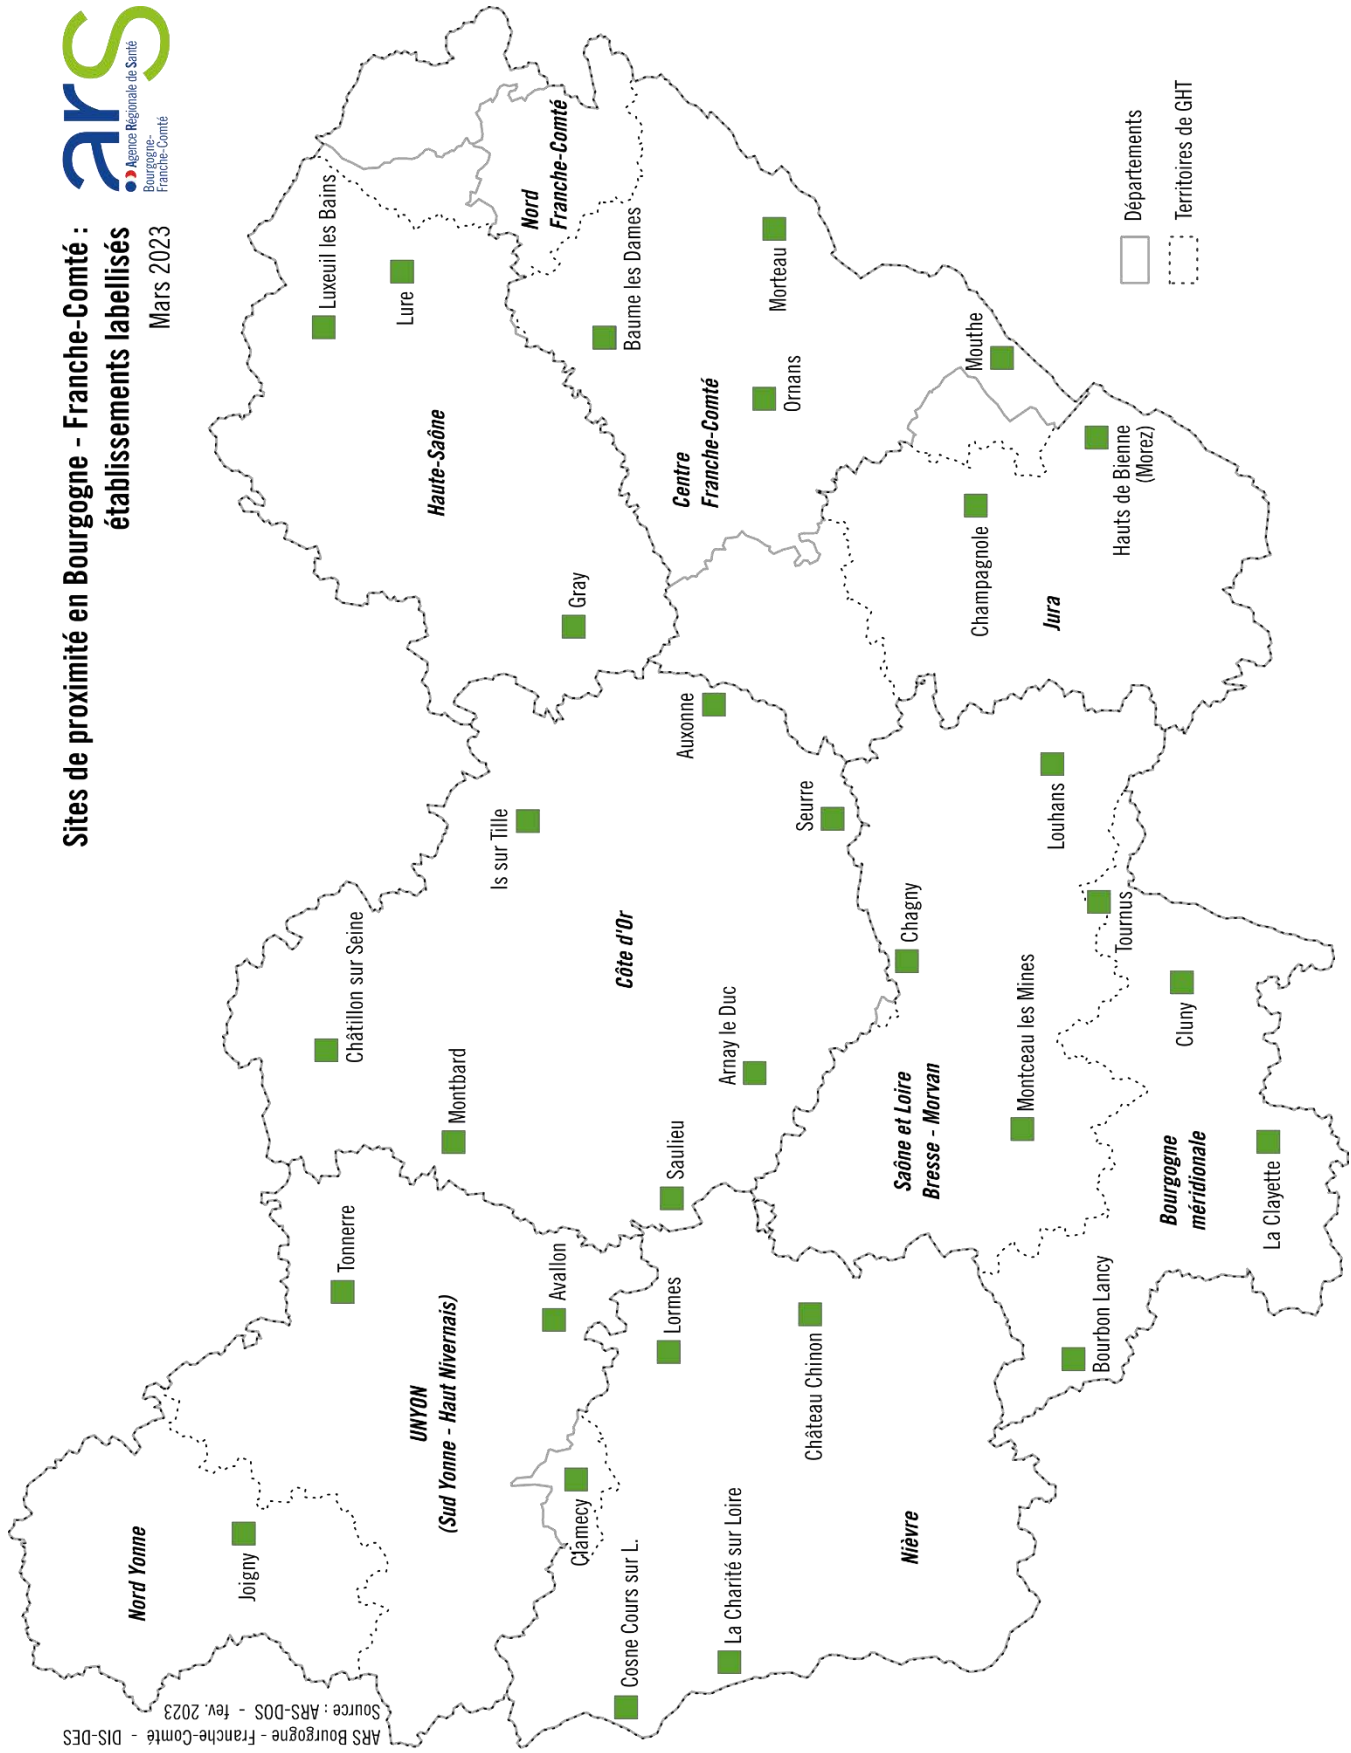 Sites de proximité en Bourgogne - Franche-Comté :
établissements labellisés
Mars 2023
ars
Agence Régionale de Santé
Bourgogne-
Franche-Comté
Nord Yonne
Joigny
Tonnerre
UNYON
(Sud Yonne - Haut Nivernais)
Avallon
Clamecy
Châtillon sur Seine
Montbard
Is sur Tille
Côte d'Or
Saulieu
Arnay le Duc
Auxonne
Seurre
Luxeuil les Bains
Lure
Haute-Saône
Gray
Nord
Franche-Comté
Baume les Dames
Centre
Franche-Comté
Ornans
Morteau
Mouthe
Cosne Cours sur L.
La Charité sur Loire
Lormes
Château Chinon
Nièvre
Saône et Loire
Bresse - Morvan
Chagny
Montceau les Mines
Louhans
Tournus
Bourgogne
méridionale
Bourbon Lancy
Cluny
La Clayette
Champagnole
Jura
Hauts de Bienne
(Morez)
Départements
Territoires de GHT
ARS Bourgogne - Franche-Comté - DIS-DES
Source : ARS-DOS - fev. 2023